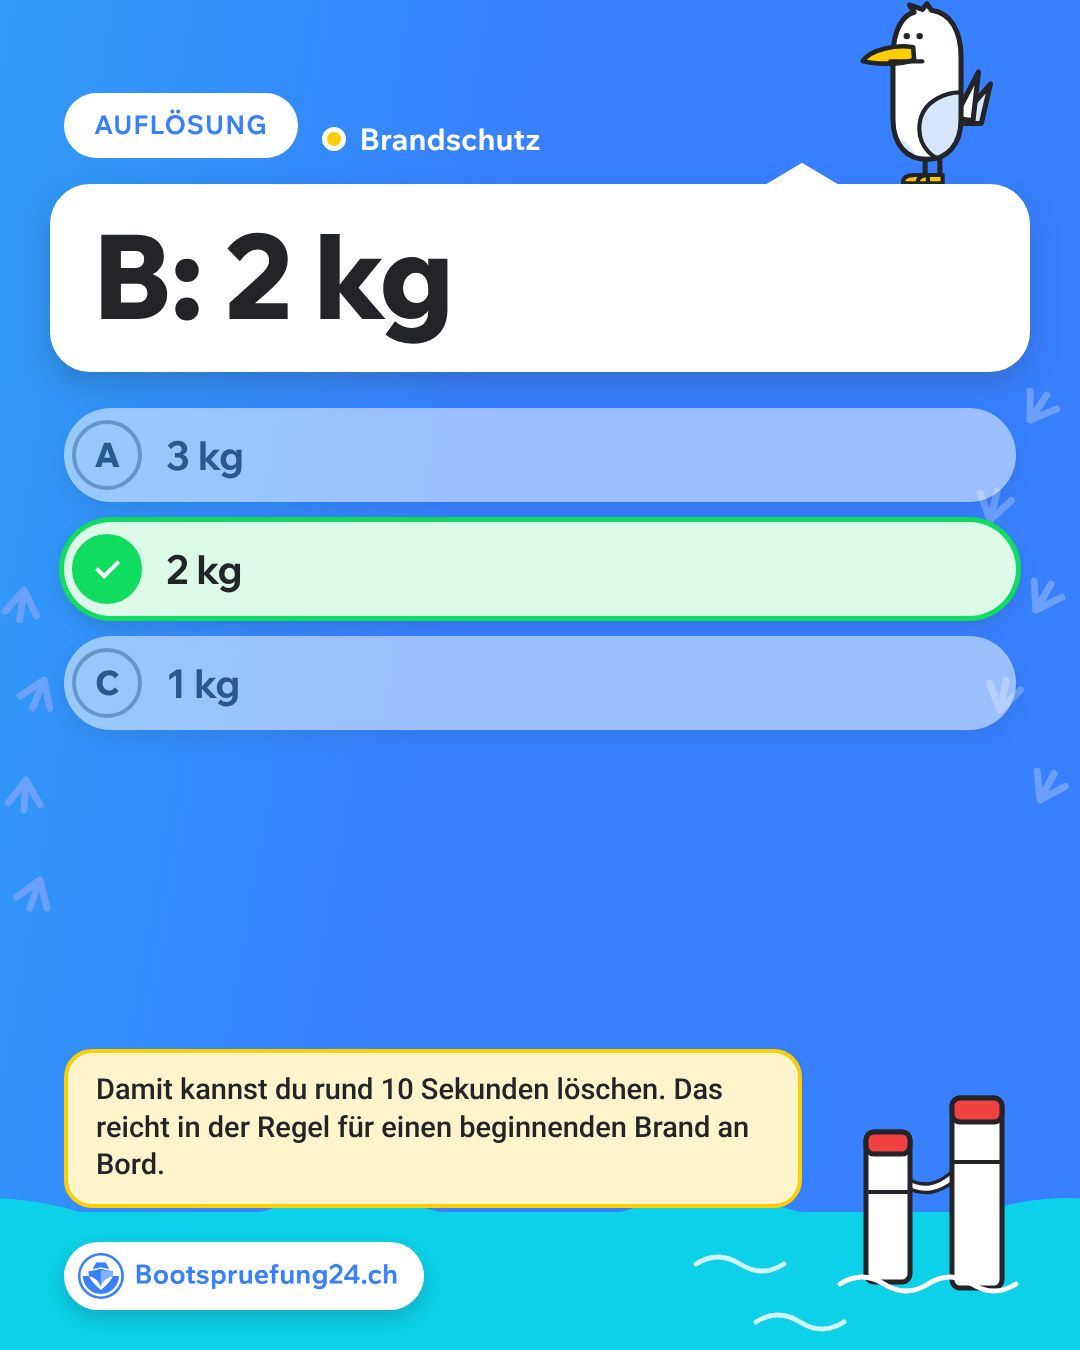 AUFLÖSUNG
Brandschutz
B: 2 kg
A 3 kg
2 kg
C 1 kg
Damit kannst du rund 10 Sekunden löschen. Das
reicht in der Regel für einen beginnenden Brand an
Bord.
Bootspruefung24.ch